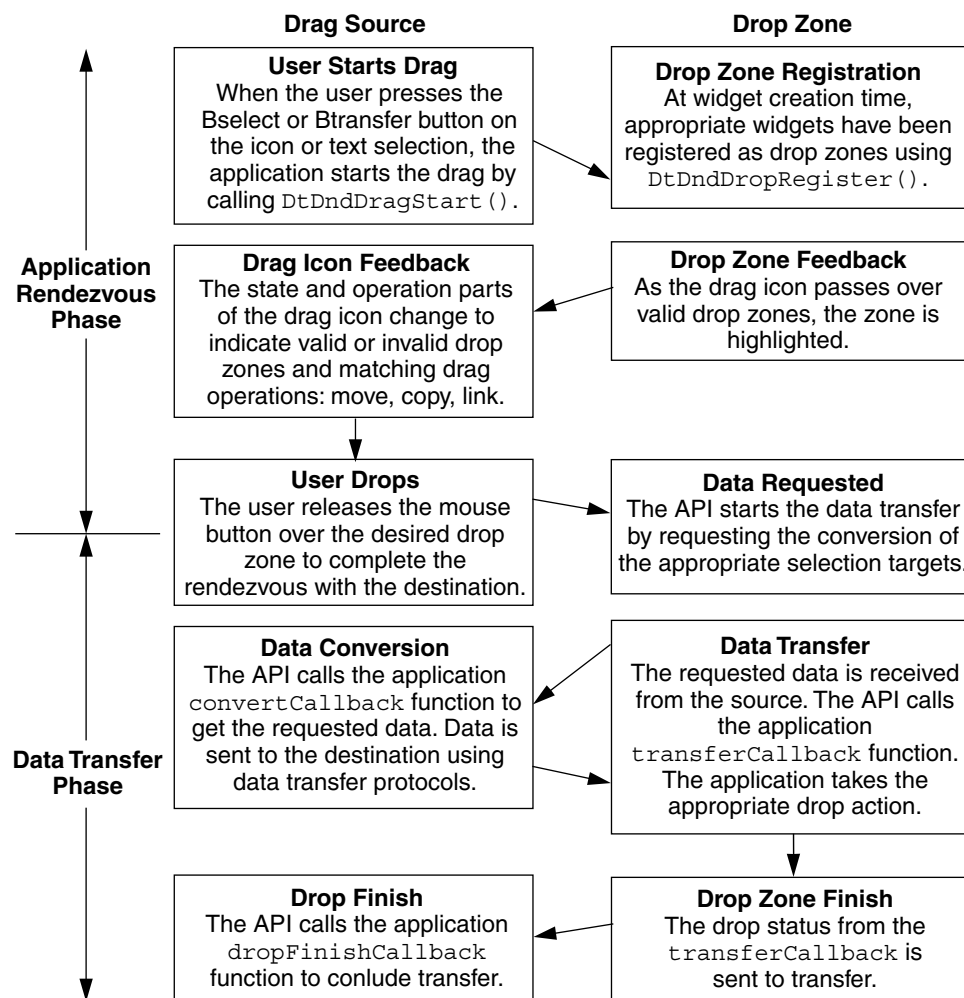 Drag Source
Drop Zone
User Starts Drag
When the user presses the
Bselect or Btransfer button on
the icon or text selection, the
application starts the drag by
calling DtDndDragStart().
Drop Zone Registration
At widget creation time,
appropriate widgets have been
registered as drop zones using
DtDndDropRegister().
Application
Rendezvous
Phase
Drag Icon Feedback
The state and operation parts
of the drag icon change to
indicate valid or invalid drop
zones and matching drag
operations: move, copy, link.
Drop Zone Feedback
As the drag icon passes over
valid drop zones, the zone is
highlighted.
User Drops
The user releases the mouse
button over the desired drop
zone to complete the
rendezvous with the destination.
Data Requested
The API starts the data transfer
by requesting the conversion of
the appropriate selection targets.
Data Transfer
Phase
Data Conversion
The API calls the application
convertCallback function to
get the requested data. Data is
sent to the destination using
data transfer protocols.
Data Transfer
The requested data is received
from the source. The API calls
the application
transferCallback function.
The application takes the
appropriate drop action.
Drop Finish
The API calls the application
dropFinishCallback
function to conlude transfer.
Drop Zone Finish
The drop status from the
transferCallback is
sent to transfer.